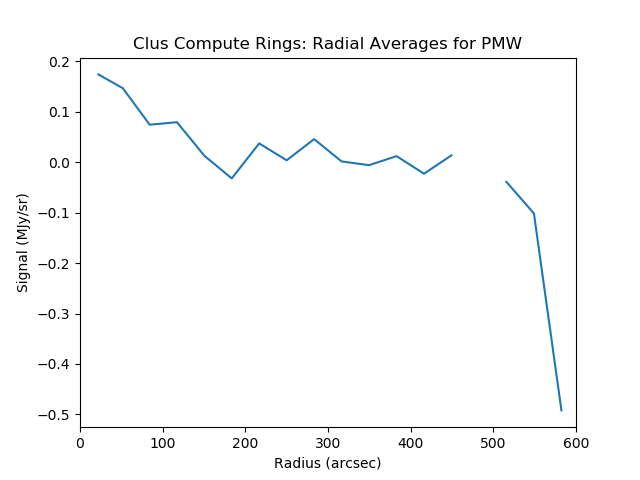 Clus Compute Rings: Radial Averages for PMW
0.2
0.1
0.0
−0.1
−0.2
−0.3
−0.4
−0.5
Signal (MJy/sr)
0 100 200 300 400 500 600
Radius (arcsec)